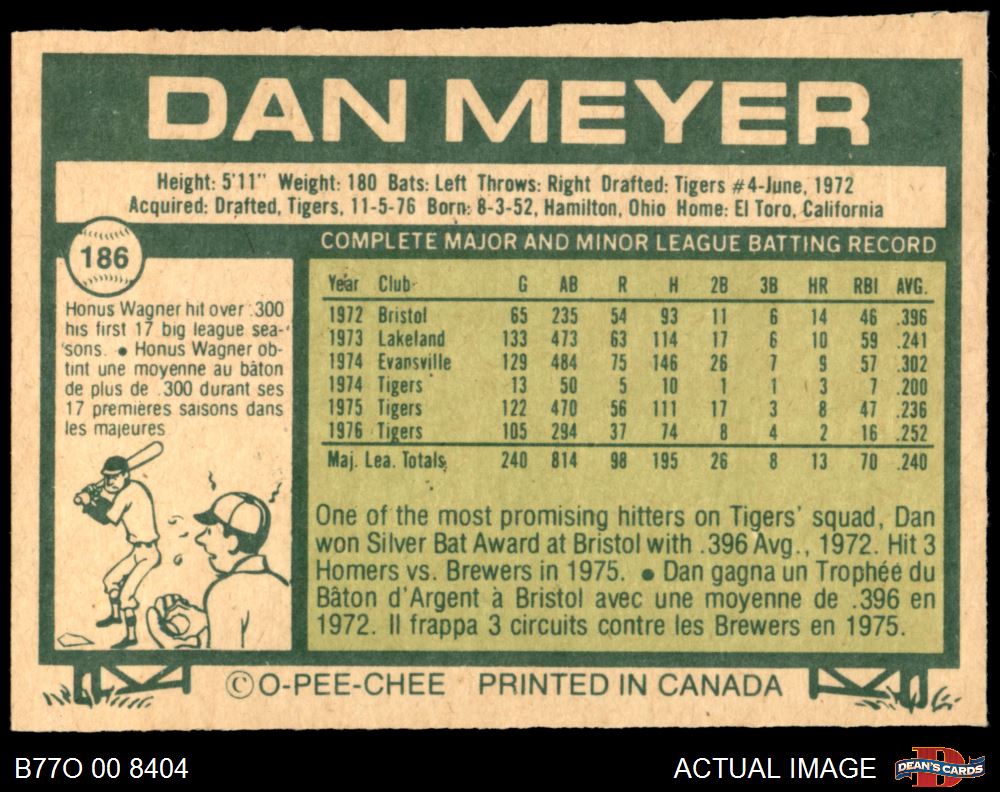 DAN MEYER
Height: 5'11" Weight: 180 Bats: Left Throws: Right Drafted: Tigers #4-June, 1972
Acquired: Drafted, Tigers, 11-5-76 Born: 8-3-52, Hamilton, Ohio Home: El Toro, California
186
COMPLETE MAJOR AND MINOR LEAGUE BATTING RECORD
Honus Wagner hit over .300
his first 17 big league sea-
sons. ● Honus Wagner ob-
tint une moyenne au bâton
de plus de .300 durant ses
17 premières saisons dans
les majeures
Year Club G AB R H 2B 3B HR RBI AVG.
1972 Bristol 65 235 54 93 11 6 14 46 .396
1973 Lakeland 133 473 63 114 17 6 10 59 .241
1974 Evansville 129 484 75 146 26 7 9 57 .302
1974 Tigers 13 50 5 10 1 1 3 7 .200
1975 Tigers 122 470 56 111 17 3 8 47 .236
1976 Tigers 105 294 37 74 8 4 2 16 .252
Maj. Lea. Totals 240 814 98 195 26 8 13 70 .240
One of the most promising hitters on Tigers' squad, Dan
won Silver Bat Award at Bristol with .396 Avg., 1972. Hit 3
Homers vs. Brewers in 1975. ● Dan gagna un Trophée du
Bâton d'Argent à Bristol avec une moyenne de .396 en
1972. Il frappa 3 circuits contre les Brewers en 1975.
©O-PEE-CHEE PRINTED IN CANADA
B77O 00 8404
ACTUAL IMAGE
DEAN'S CARDS